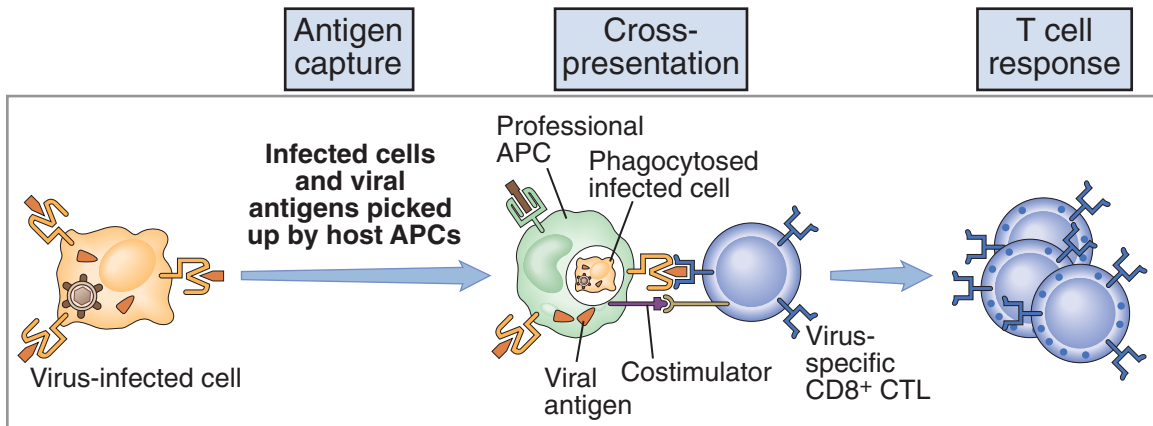 Antigen
capture
Cross-
presentation
T cell
response
Infected cells
and viral
antigens picked
up by host APCs
Professional
APC
Phagocytosed
infected cell
Virus-infected cell
Viral
antigen
Costimulator
Virus-
specific
CD8⁺ CTL